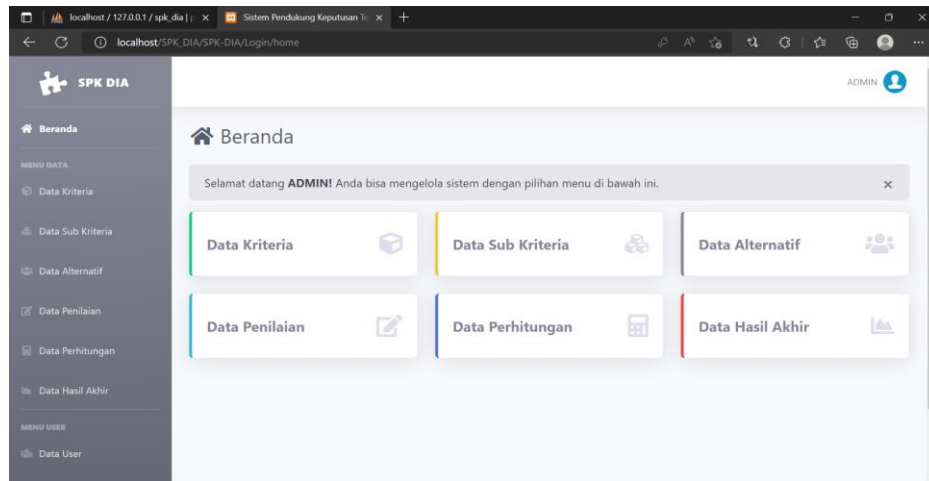 localhost / 127.0.0.1 / spk_dia |
Sistem Pendukung Keputusan
localhost/SPK_DIA/SPK-DIA/Login/home
SPK DIA
ADMIN
Beranda
MENU DATA
Data Kriteria
Data Sub Kriteria
Data Alternatif
Data Penilaian
Data Perhitungan
Data Hasil Akhir
MENU USER
Data User
Beranda
Selamat datang ADMIN! Anda bisa mengelola sistem dengan pilihan menu di bawah ini.
Data Kriteria
Data Sub Kriteria
Data Alternatif
Data Penilaian
Data Perhitungan
Data Hasil Akhir